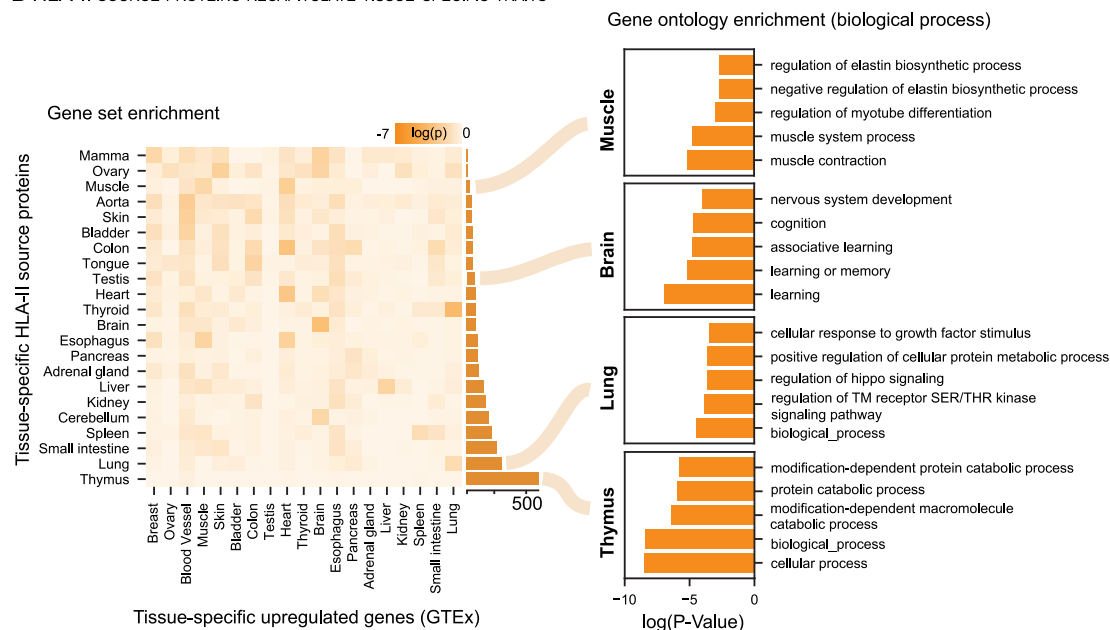 Gene ontology enrichment (biological process)
Gene set enrichment
-7
log(p)
0
Tissue-specific HLA-II source proteins
Mamma
Ovary
Muscle
Aorta
Skin
Bladder
Colon
Tongue
Testis
Heart
Thyroid
Brain
Esophagus
Pancreas
Adrenal gland
Liver
Kidney
Cerebellum
Spleen
Small intestine
Lung
Thymus
500
Breast
Ovary
Blood Vessel
Muscle
Skin
Bladder
Colon
Testis
Heart
Thyroid
Brain
Esophagus
Pancreas
Adrenal gland
Liver
Kidney
Spleen
Small intestine
Lung
Tissue-specific upregulated genes (GTEx)
Muscle
regulation of elastin biosynthetic process
negative regulation of elastin biosynthetic process
regulation of myotube differentiation
muscle system process
muscle contraction
Brain
nervous system development
cognition
associative learning
learning or memory
learning
Lung
cellular response to growth factor stimulus
positive regulation of cellular protein metabolic process
regulation of hippo signaling
regulation of TM receptor SER/THR kinase
signaling pathway
biological_process
Thymus
modification-dependent protein catabolic process
protein catabolic process
modification-dependent macromolecule
catabolic process
biological_process
cellular process
−10
−5
0
log(P-Value)